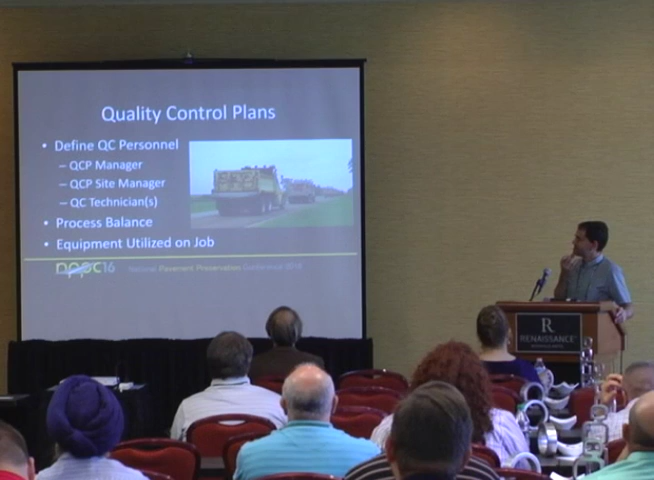 Quality Control Plans
• Define QC Personnel
– QCP Manager
– QCP Site Manager
– QC Technician(s)
• Process Balance
• Equipment Utilized on Job
nppc16 National Pavement Preservation Conference 2016
R
RENAISSANCE